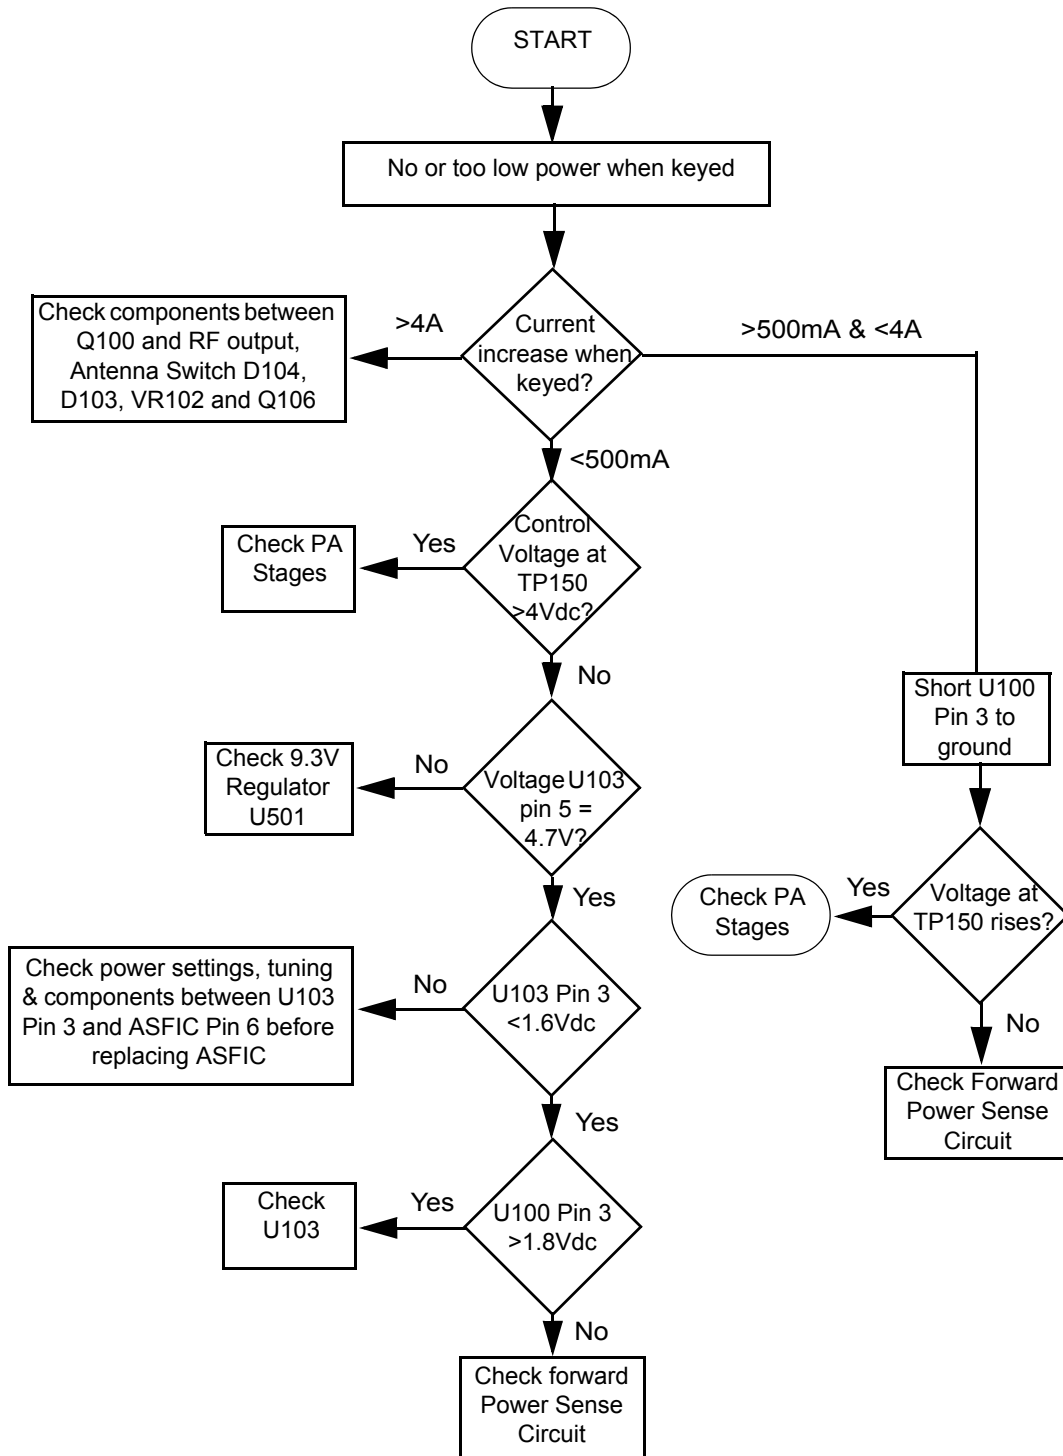 START
No or too low power when keyed
Check components between
Q100 and RF output,
Antenna Switch D104,
D103, VR102 and Q106
>4A
Current
increase when
keyed?
>500mA & <4A
<500mA
Check PA
Stages
Yes
Control
Voltage at
TP150
>4Vdc?
No
Short U100
Pin 3 to
ground
Check 9.3V
Regulator
U501
No
Voltage U103
pin 5 =
4.7V?
Yes
Check PA
Stages
Yes
Voltage at
TP150 rises?
No
Check Forward
Power Sense
Circuit
Check power settings, tuning
& components between U103
Pin 3 and ASFIC Pin 6 before
replacing ASFIC
No
U103 Pin 3
<1.6Vdc
Yes
Check
U103
Yes
U100 Pin 3
>1.8Vdc
No
Check forward
Power Sense
Circuit